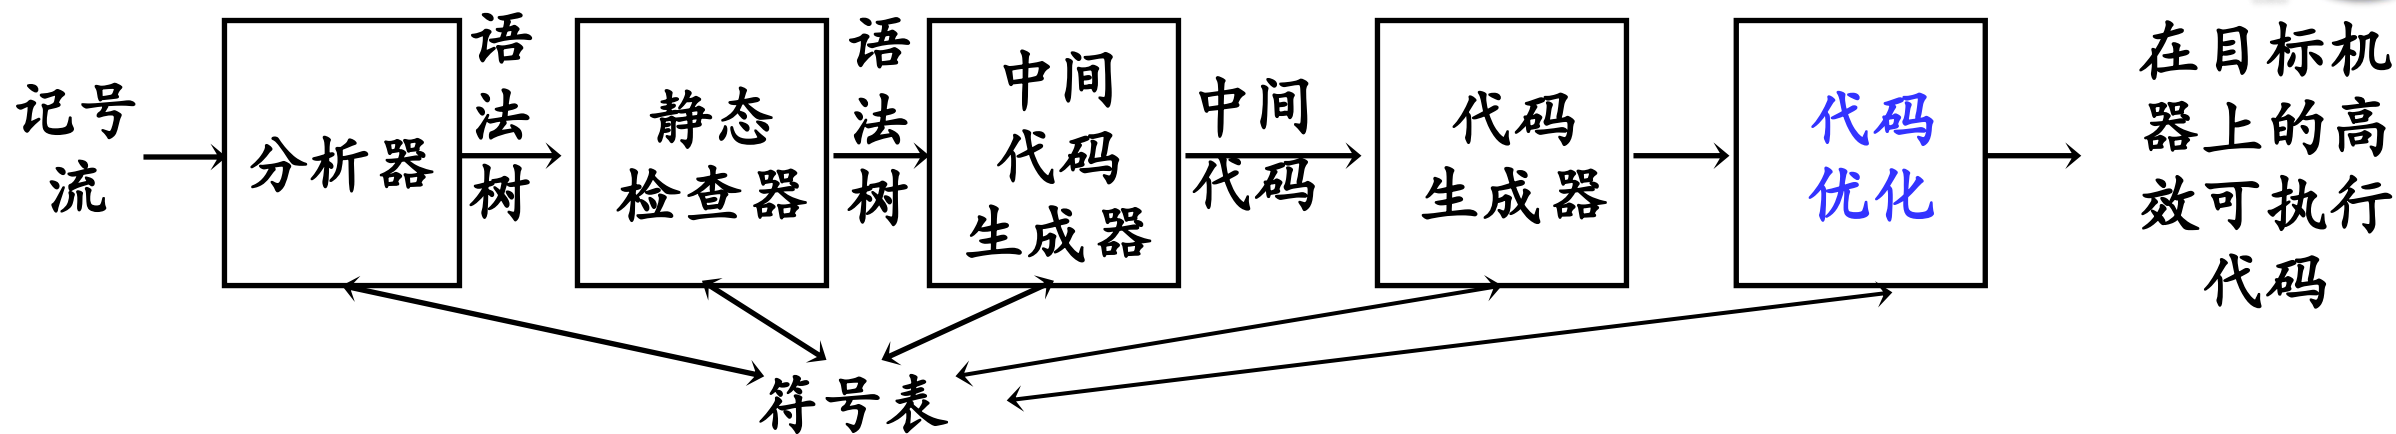 记号
流
分析器
语
法
树
静态
检查器
语
法
树
中间
代码
生成器
中间
代码
代码
生成器
代码
优化
在目标机
器上的高
效可执行
代码
符号表